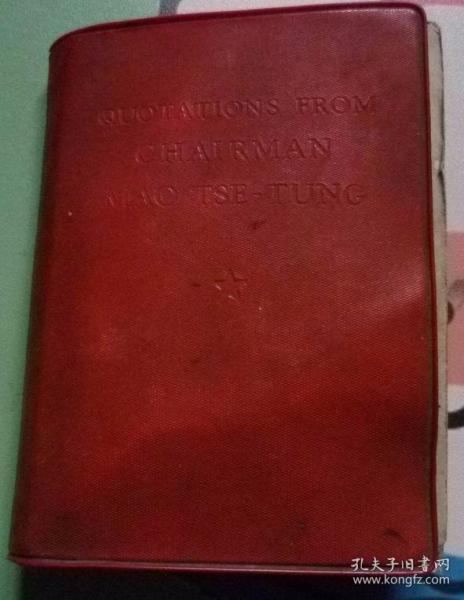 QUOTATIONS FROM
CHAIRMAN
MAO TSE-TUNG
孔夫子旧书网
www.kongfz.com